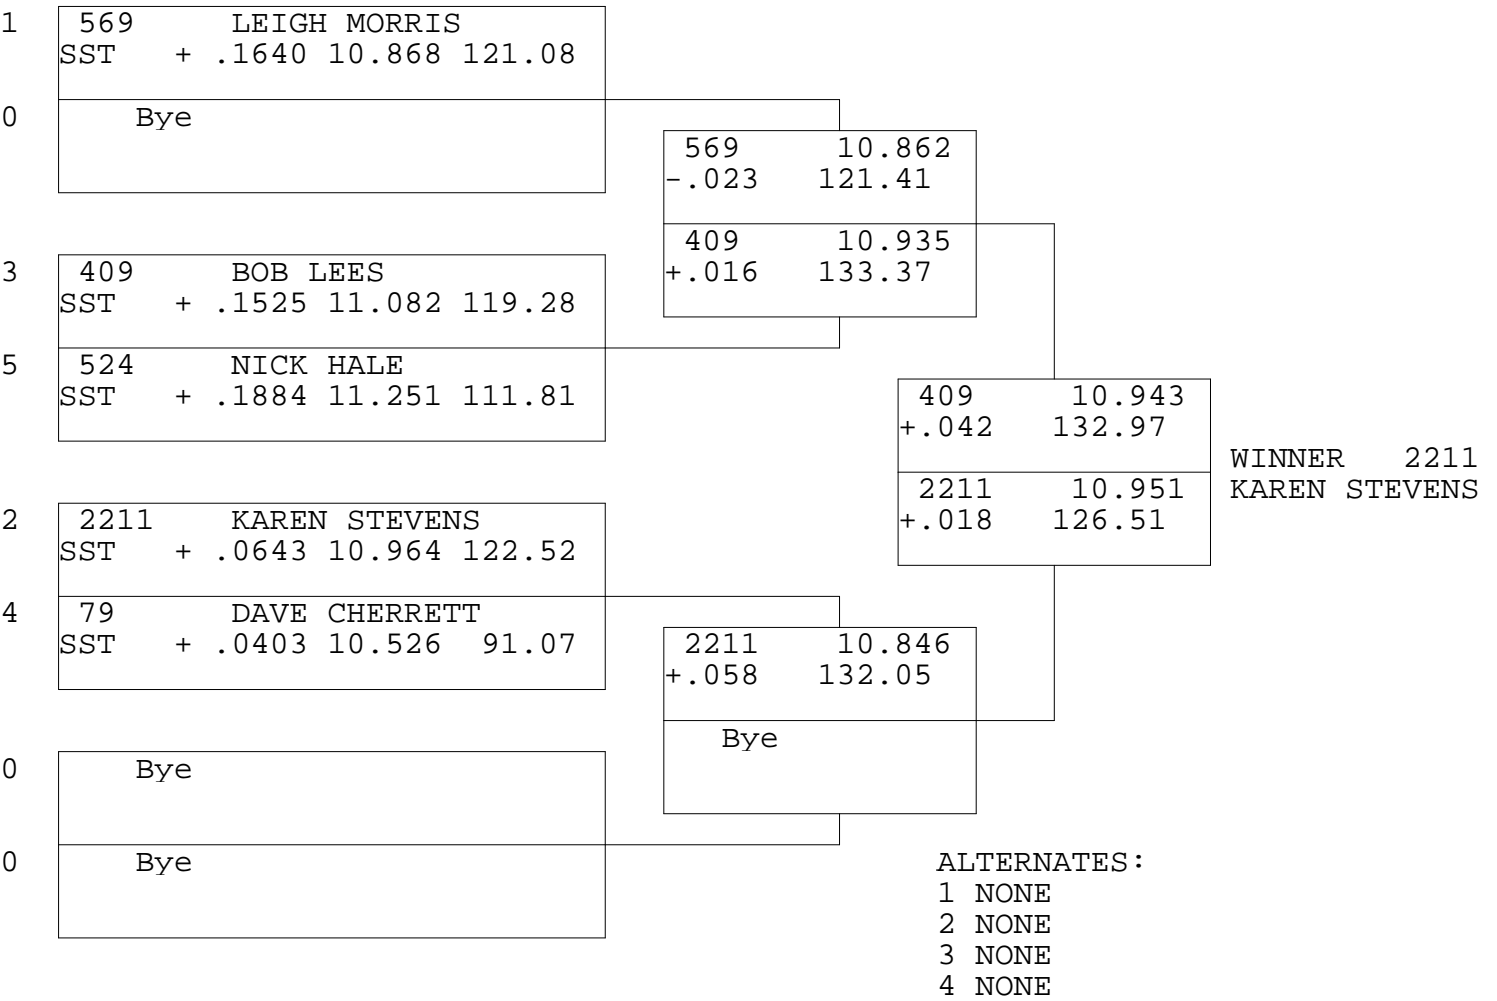 1 569 LEIGH MORRIS
SST + .1640 10.868 121.08
0 Bye
569 10.862
-.023 121.41
409 10.935
+.016 133.37
3 409 BOB LEES
SST + .1525 11.082 119.28
5 524 NICK HALE
SST + .1884 11.251 111.81
409 10.943
+.042 132.97
2211 10.951
+.018 126.51
WINNER 2211
KAREN STEVENS
2 2211 KAREN STEVENS
SST + .0643 10.964 122.52
4 79 DAVE CHERRETT
SST + .0403 10.526 91.07
2211 10.846
+.058 132.05
Bye
0 Bye
0 Bye
ALTERNATES:
1 NONE
2 NONE
3 NONE
4 NONE